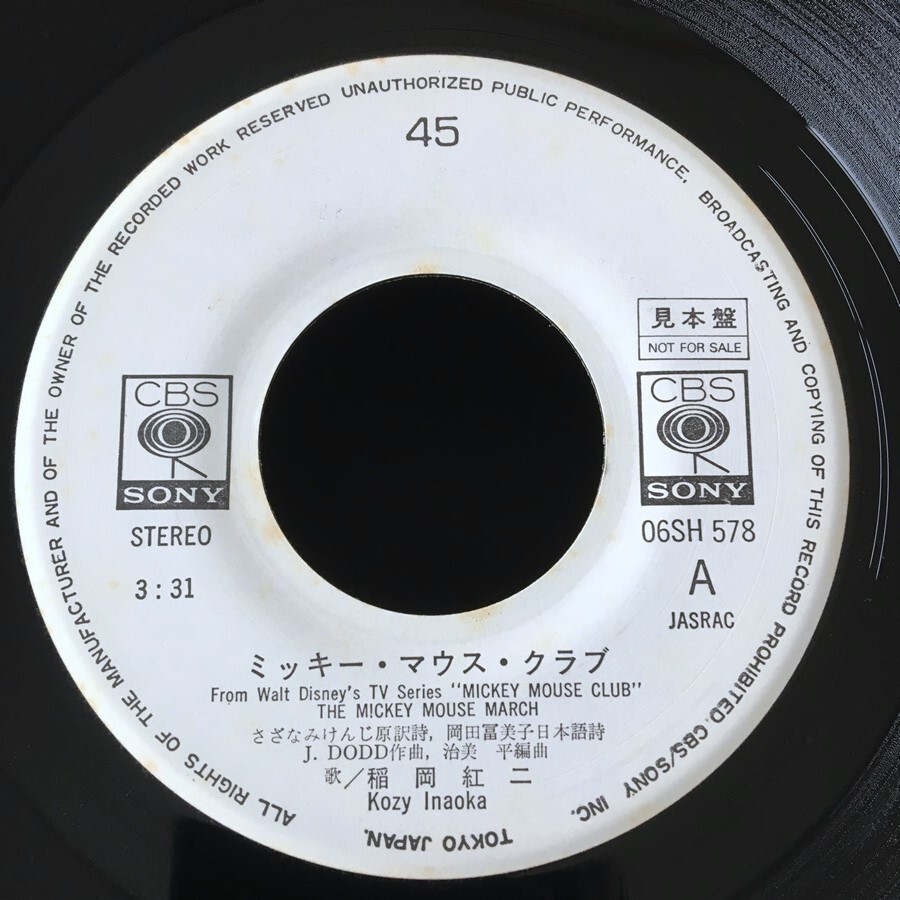 ALL RIGHTS OF THE MANUFACTURER AND OF THE OWNER OF THE RECORDED WORK RESERVED UNAUTHORIZED PUBLIC PERFORMANCE, BROADCASTING AND COPYING OF THIS RECORD PROHIBITED. CBS/SONY INC. TOKYO JAPAN.
45
見本盤
NOT FOR SALE
CBS
SONY
STEREO
3:31
CBS
SONY
06SH 578
A
JASRAC
ミッキー・マウス・クラブ
From Walt Disney's TV Series "MICKEY MOUSE CLUB"
THE MICKEY MOUSE MARCH
さざなみけんじ原訳詩, 岡田冨美子日本語詩
J. DODD作曲, 治美 平編曲
歌/稲岡紅二
Kozy Inaoka